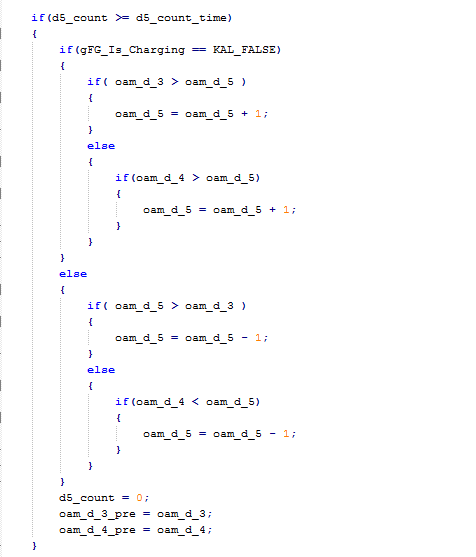 if(d5_count >= d5_count_time)
{
if(gFG_Is_Charging == KAL_FALSE)
{
if( oam_d_3 > oam_d_5 )
{
oam_d_5 = oam_d_5 + 1;
}
else
{
if(oam_d_4 > oam_d_5)
{
oam_d_5 = oam_d_5 + 1;
}
}
}
else
{
if( oam_d_5 > oam_d_3 )
{
oam_d_5 = oam_d_5 - 1;
}
else
{
if(oam_d_4 < oam_d_5)
{
oam_d_5 = oam_d_5 - 1;
}
}
}
d5_count = 0;
oam_d_3_pre = oam_d_3;
oam_d_4_pre = oam_d_4;
}